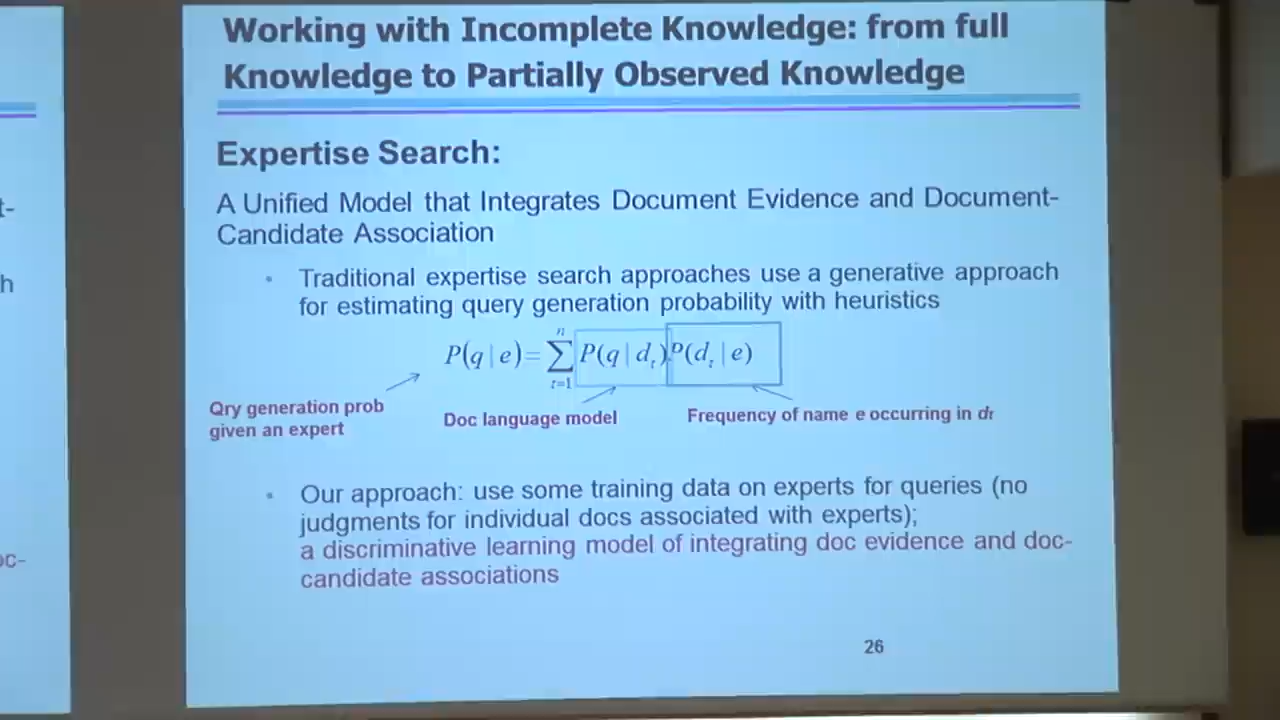 Working with Incomplete Knowledge: from full
Knowledge to Partially Observed Knowledge
Expertise Search:
A Unified Model that Integrates Document Evidence and Document-
Candidate Association
• Traditional expertise search approaches use a generative approach
for estimating query generation probability with heuristics
P(q|e)=∑ⁿₜ₌₁ P(q|dₜ)P(dₜ|e)
Qry generation prob
given an expert
Doc language model
Frequency of name e occurring in dt
• Our approach: use some training data on experts for queries (no
judgments for individual docs associated with experts);
a discriminative learning model of integrating doc evidence and doc-
candidate associations
26
t-
h
oc-